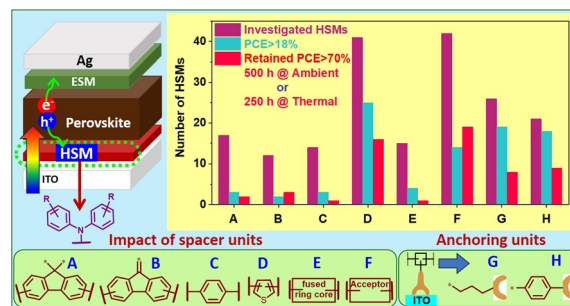 Ag
ESM
e-
h+
Perovskite
HSM
ITO
R
R
N
Number of HSMs
40
30
20
10
0
Investigated HSMs
PCE>18%
Retained PCE>70%
500 h @ Ambient
or
250 h @ Thermal
A B C D E F G H
Impact of spacer units
A B C D E F
S
fused
ring core
Acceptor
Anchoring units
G H
ITO